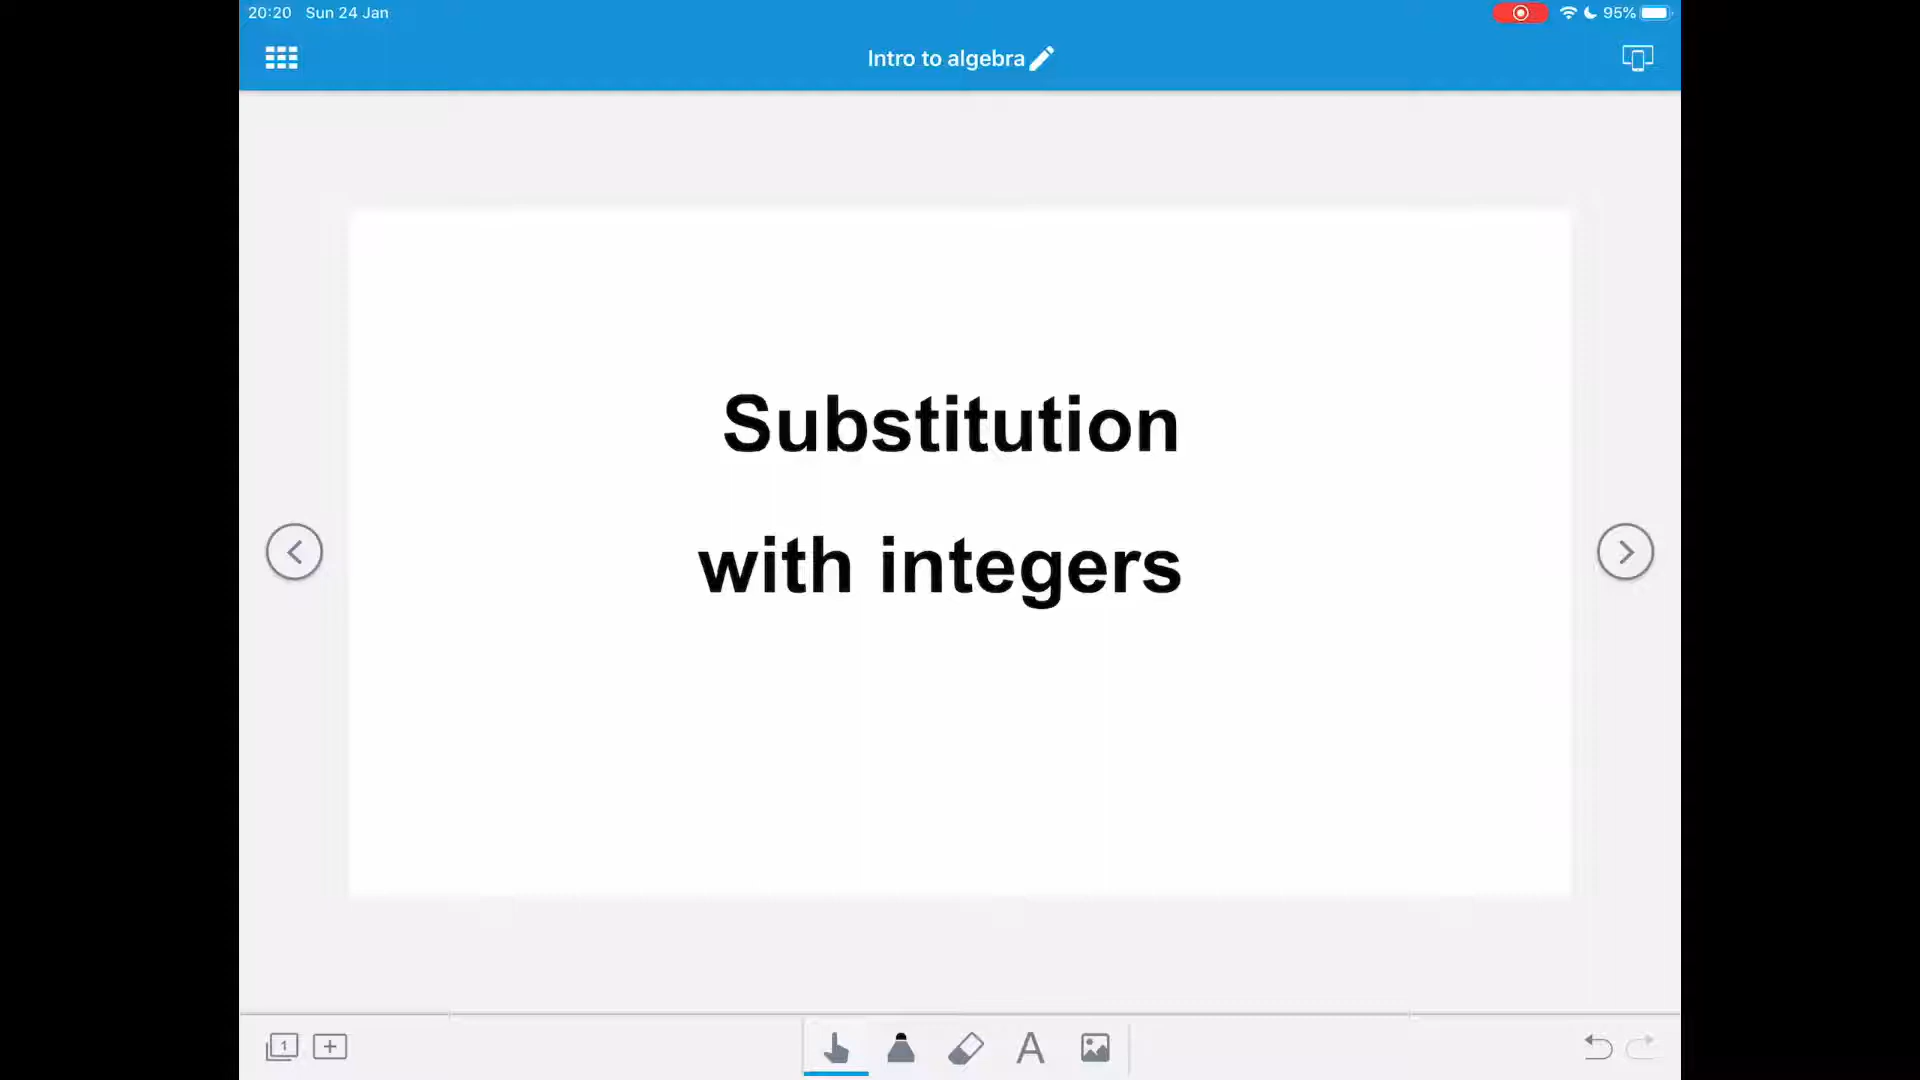 20:20 Sun 24 Jan
95%
Intro to algebra
Substitution
with integers
1
A